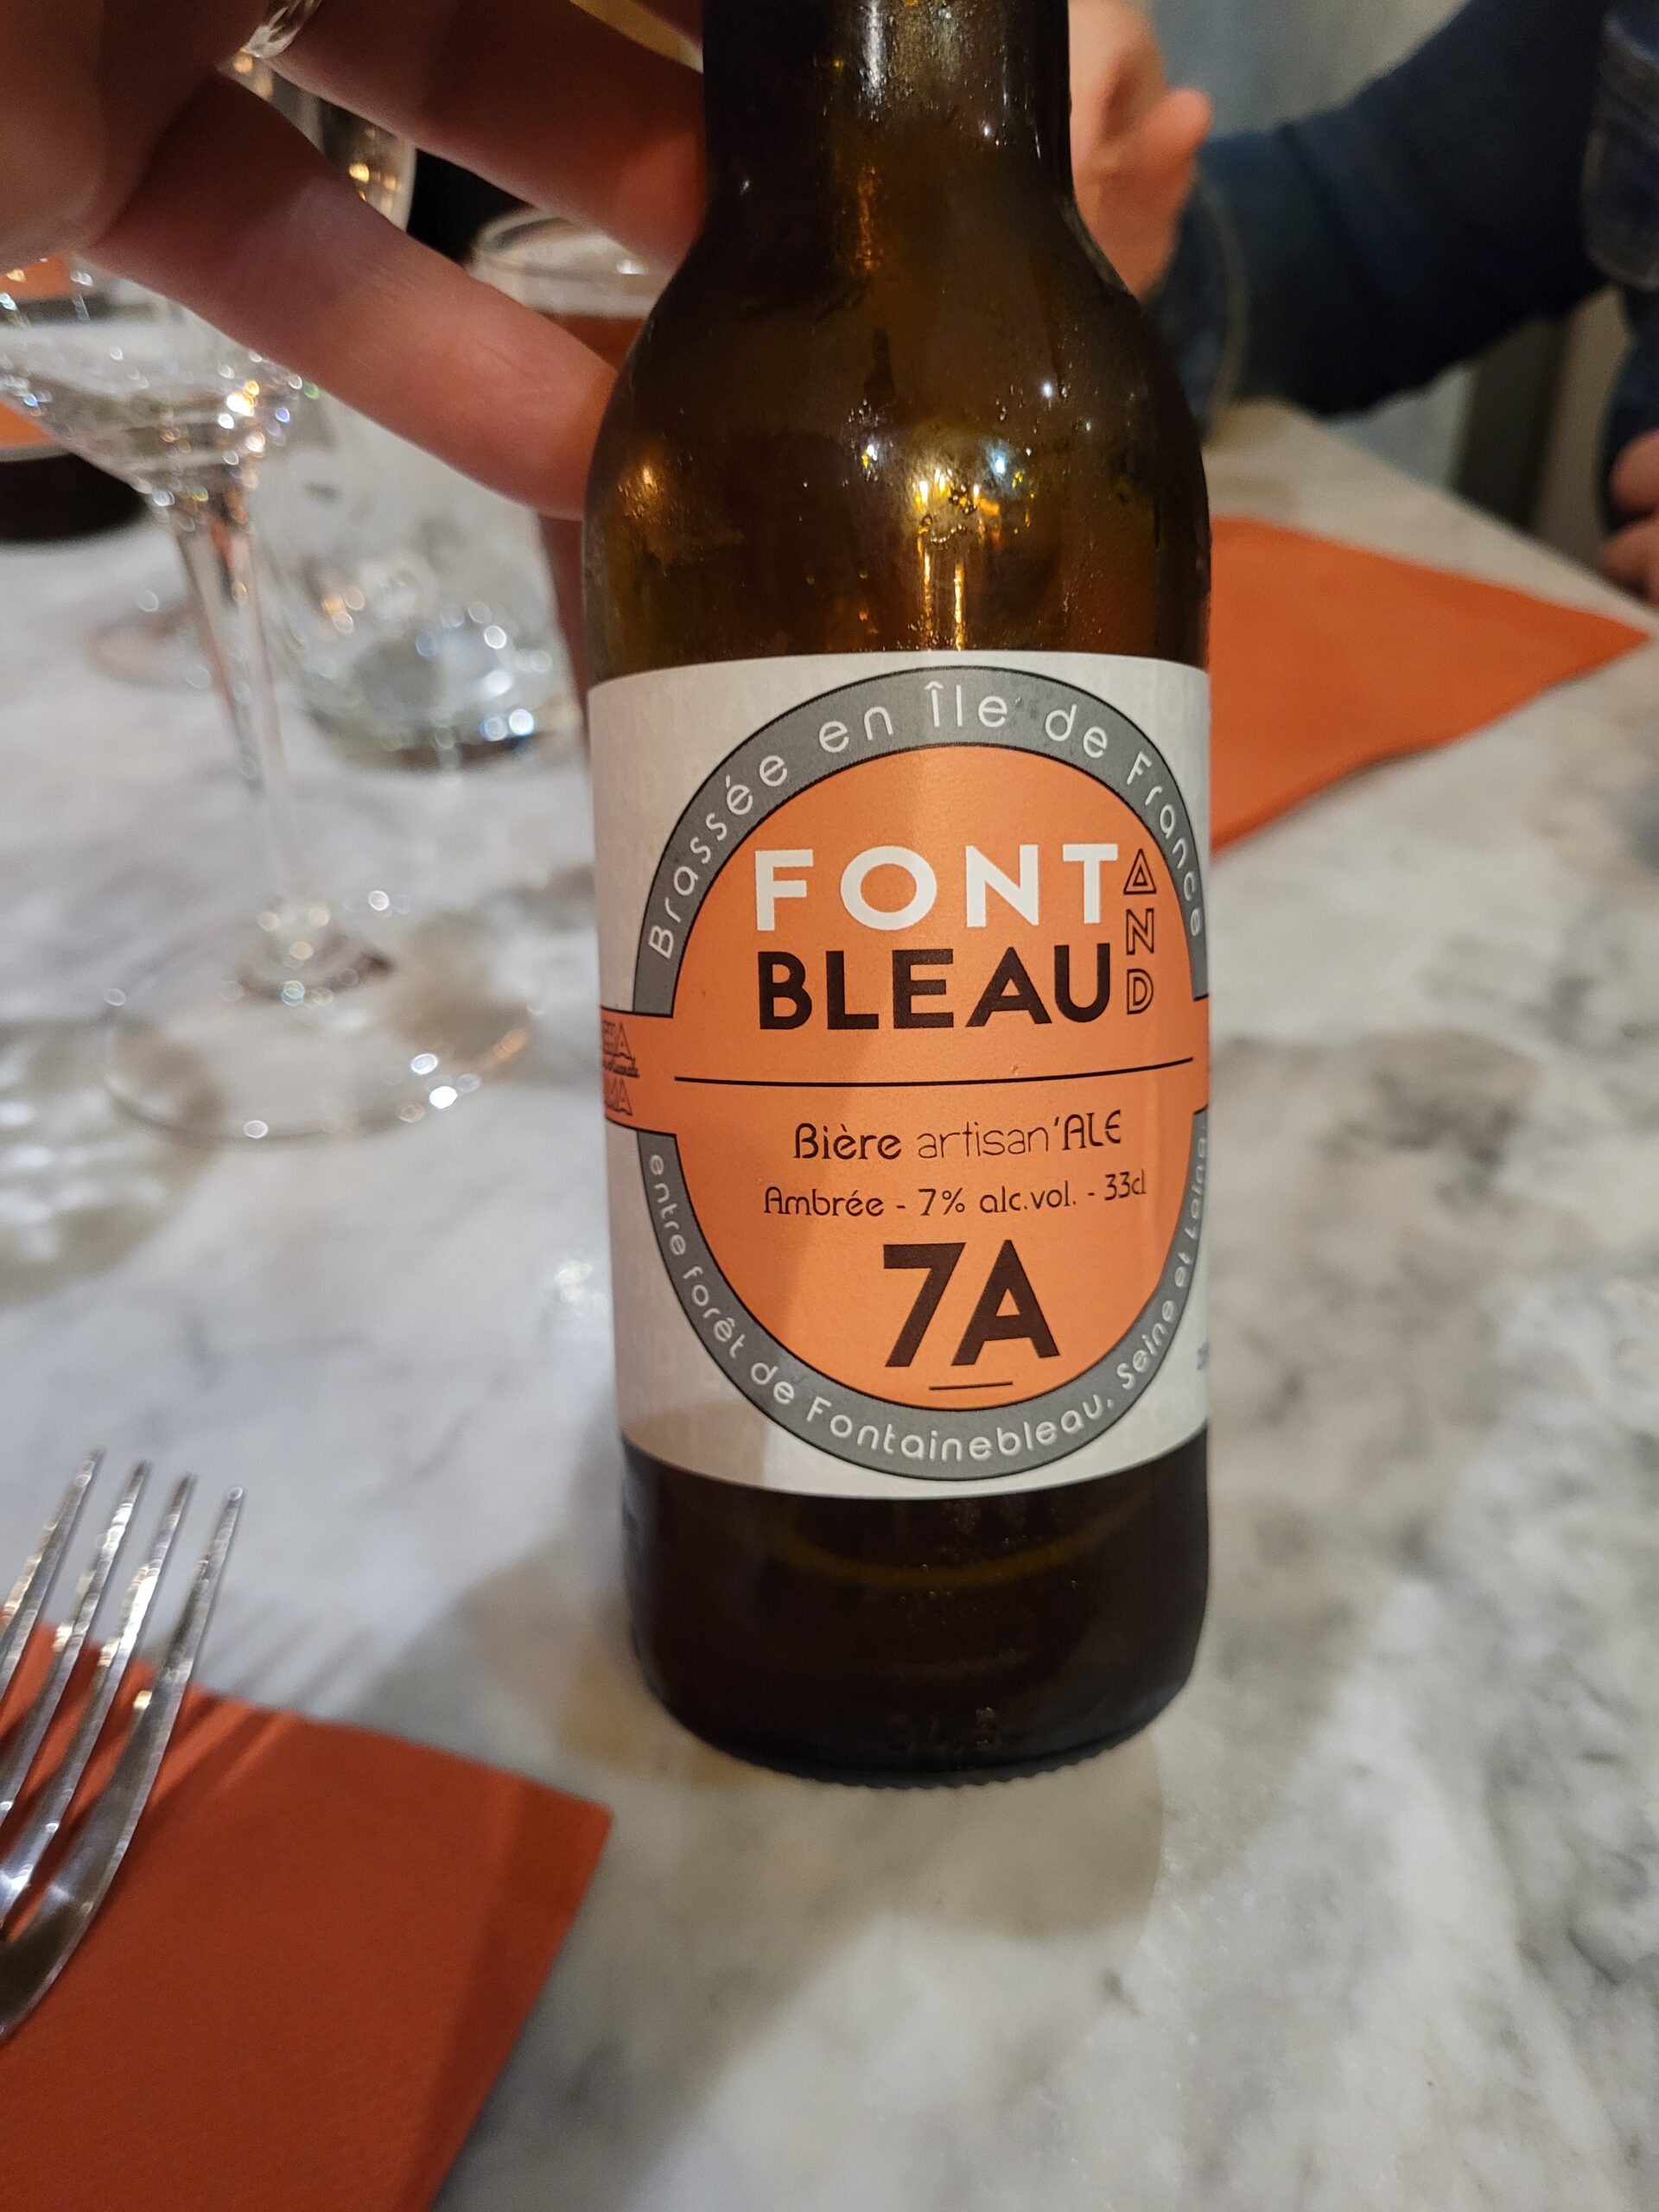 Brassée en Île de France
FONT
AND
BLEAU
Bière artisan'ALE
Ambrée - 7% alc.vol. - 33cl
7A
entre forêt de Fontainebleau, Seine et Loing